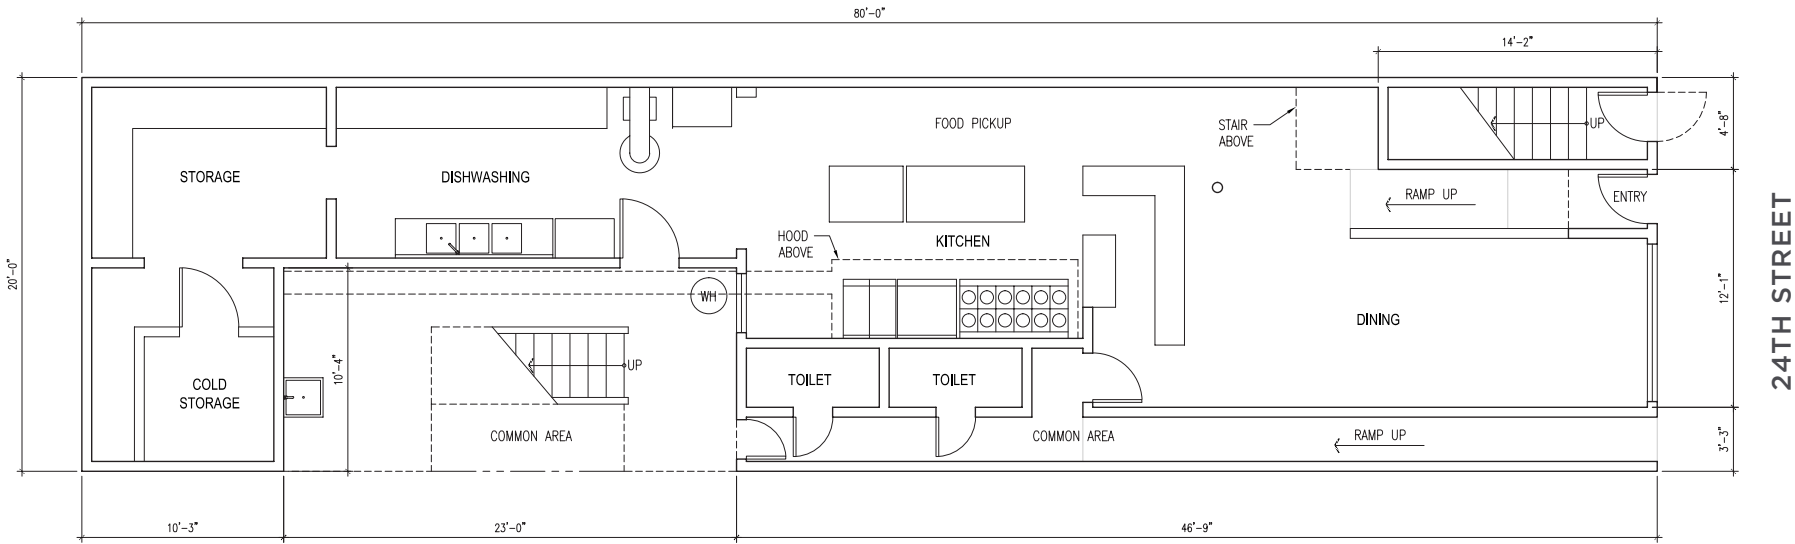 80'-0"
14'-2"
FOOD PICKUP
STAIR
ABOVE
UP
4'-8"
STORAGE
DISHWASHING
RAMP UP
ENTRY
HOOD
ABOVE
KITCHEN
20'-0"
WH
12'-1"
24TH STREET
DINING
10'-4"
UP
COLD
STORAGE
TOILET
TOILET
COMMON AREA
COMMON AREA
RAMP UP
3'-3"
10'-3"
23'-0"
46'-9"